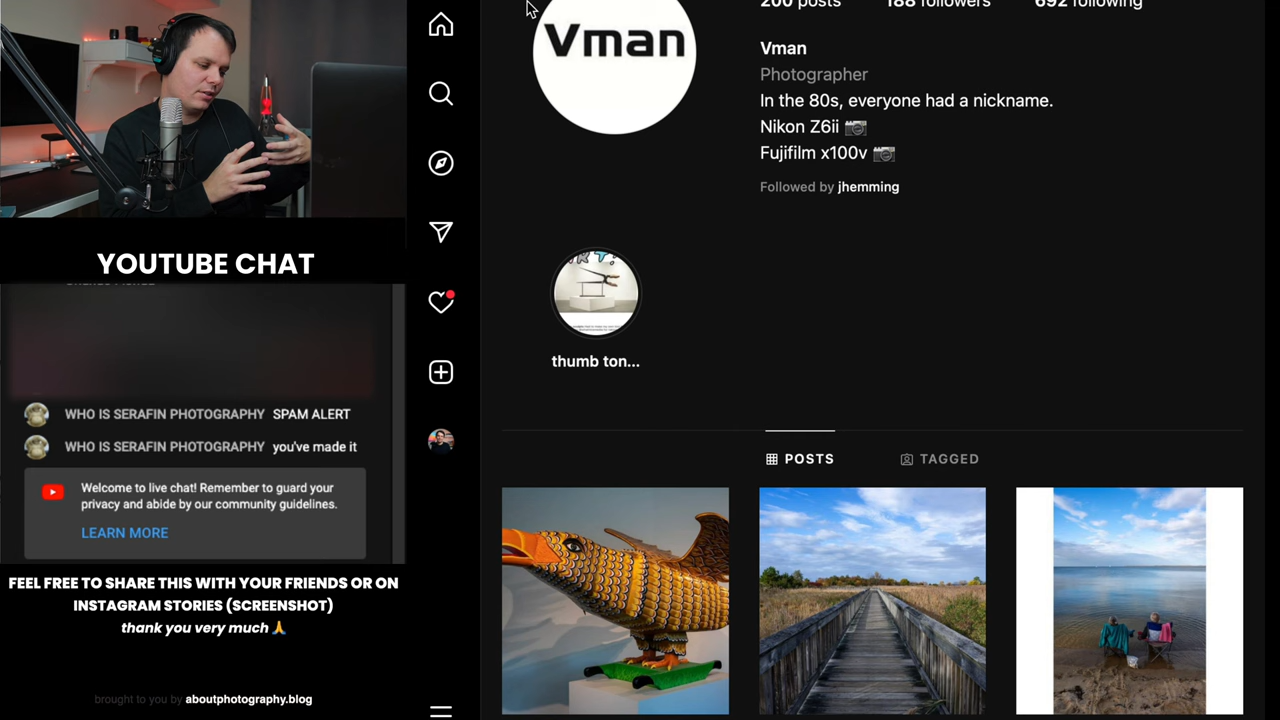 YOUTUBE CHAT
WHO IS SERAFIN PHOTOGRAPHY SPAM ALERT
WHO IS SERAFIN PHOTOGRAPHY you've made it
Welcome to live chat! Remember to guard your
privacy and abide by our community guidelines.
LEARN MORE
FEEL FREE TO SHARE THIS WITH YOUR FRIENDS OR ON
INSTAGRAM STORIES (SCREENSHOT)
thank you very much 🙏
brought to you by aboutphotography.blog
200 posts 188 followers 692 following
Vman
Vman
Photographer
In the 80s, everyone had a nickname.
Nikon Z6ii 📷
Fujifilm x100v 📷
Followed by jhemming
thumb ton...
POSTS TAGGED